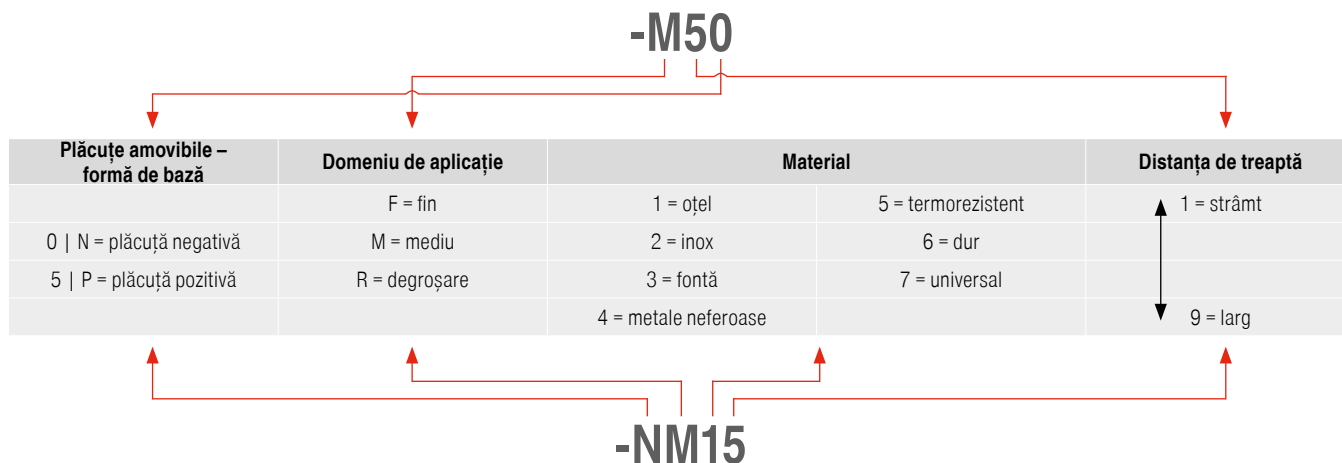 -M50
Plăcuțe amovibile –
formă de bază
Domeniu de aplicație
Material
Distanța de treaptă
F = fin
1 = oțel
5 = termorezistent
1 = strâmt
0 | N = plăcuță negativă
M = mediu
2 = inox
6 = dur
5 | P = plăcuță pozitivă
R = degroșare
3 = fontă
7 = universal
4 = metale neferoase
9 = larg
-NM15